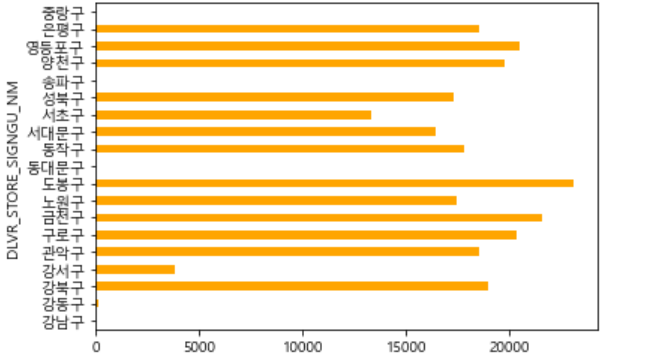 DLVR_STORE_SIGNGU_NM
중랑구
은평구
영등포구
양천구
송파구
성북구
서초구
서대문구
동작구
동대문구
도봉구
노원구
금천구
구로구
관악구
강서구
강북구
강동구
강남구
0 5000 10000 15000 20000